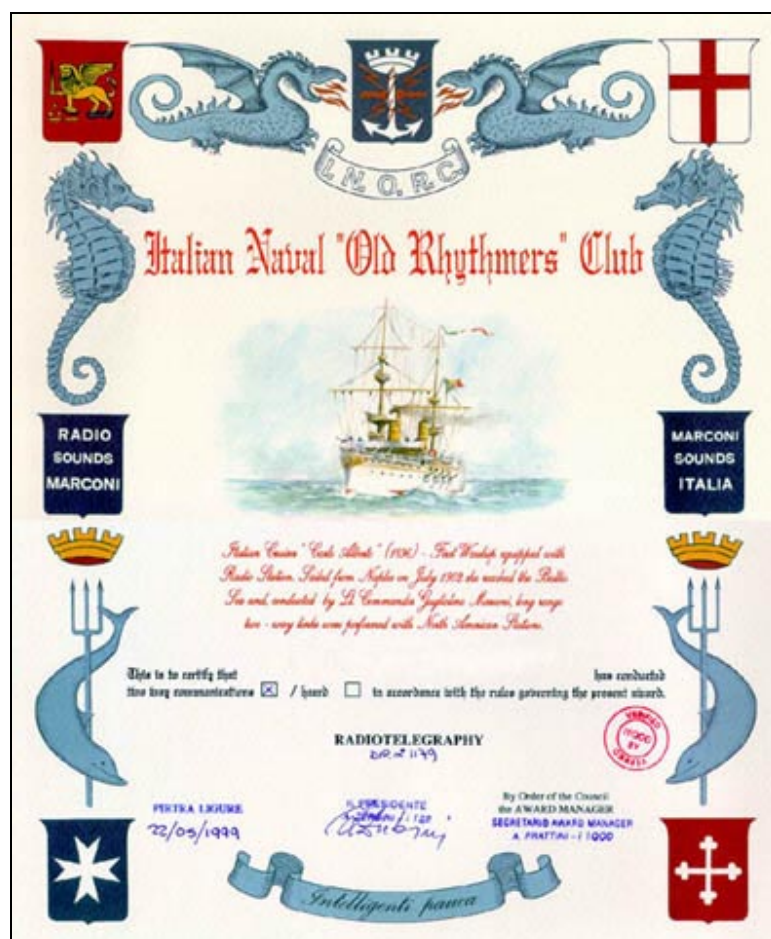 I.N.O.R.C.
Italian Naval "Old Rhythmers" Club
RADIO
SOUNDS
MARCONI
MARCONI
SOUNDS
ITALIA
Italian Cruiser "Carlo Alberto" (1896) - First Warship equipped with
Radio Station. Sailed from Naples on July 1902 she reached the Baltic
Sea and, conducted by Lt. Commander Guglielmo Marconi, long range
two - way links were performed with North American Stations.
This is to certify that
has conducted
two way communications ☒ / heard ☐ in accordance with the rules governing the present award.
RADIOTELEGRAPHY
1179
PIETRA LIGURE
22/05/1999
IL PRESIDENTE
By Order of the Council
the AWARD MANAGER
SEGRETARIO AWARD MANAGER
Intelligenti pauca